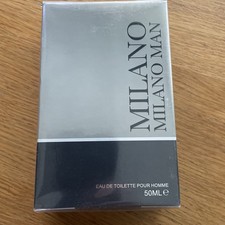 MILANO
MILANO MAN
EAU DE TOILETTE POUR HOMME
50ML ℮